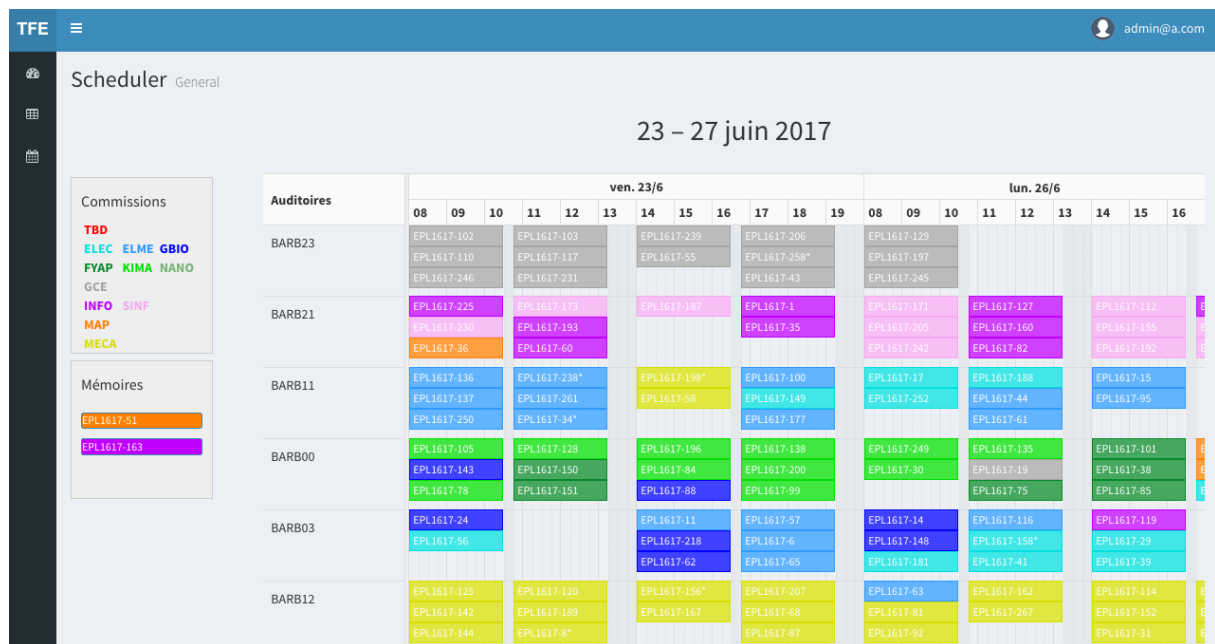 TFE admin@a.com
Scheduler General
23 – 27 juin 2017
Commissions
TBD
ELEC ELME GBIO
FYAP KIMA NANO
GCE
INFO SINF
MAP
MECA
Mémoires
EPL1617-51
EPL1617-163
Auditoires ven. 23/6 lun. 26/6
08 09 10 11 12 13 14 15 16 17 18 19 08 09 10 11 12 13 14 15 16
BARB23
EPL1617-102 EPL1617-103 EPL1617-239 EPL1617-206 EPL1617-129
EPL1617-110 EPL1617-117 EPL1617-55 EPL1617-258* EPL1617-197
EPL1617-246 EPL1617-231 EPL1617-43 EPL1617-245
BARB21
EPL1617-225 EPL1617-173 EPL1617-187 EPL1617-1 EPL1617-171 EPL1617-127 EPL1617-112
EPL1617-230 EPL1617-193 EPL1617-35 EPL1617-205 EPL1617-160 EPL1617-155
EPL1617-36 EPL1617-60 EPL1617-242 EPL1617-82 EPL1617-192
BARB11
EPL1617-136 EPL1617-238* EPL1617-198* EPL1617-100 EPL1617-17 EPL1617-188 EPL1617-15
EPL1617-137 EPL1617-261 EPL1617-58 EPL1617-149 EPL1617-252 EPL1617-44 EPL1617-95
EPL1617-250 EPL1617-34* EPL1617-177 EPL1617-61
BARB00
EPL1617-105 EPL1617-128 EPL1617-196 EPL1617-138 EPL1617-249 EPL1617-135 EPL1617-101
EPL1617-143 EPL1617-150 EPL1617-84 EPL1617-200 EPL1617-30 EPL1617-19 EPL1617-38
EPL1617-78 EPL1617-151 EPL1617-88 EPL1617-99 EPL1617-75 EPL1617-85
BARB03
EPL1617-24 EPL1617-11 EPL1617-57 EPL1617-14 EPL1617-116 EPL1617-119
EPL1617-56 EPL1617-218 EPL1617-6 EPL1617-148 EPL1617-158* EPL1617-29
EPL1617-62 EPL1617-65 EPL1617-181 EPL1617-41 EPL1617-39
BARB12
EPL1617-125 EPL1617-120 EPL1617-156* EPL1617-207 EPL1617-63 EPL1617-162 EPL1617-114
EPL1617-142 EPL1617-189 EPL1617-167 EPL1617-68 EPL1617-81 EPL1617-267 EPL1617-152
EPL1617-144 EPL1617-8* EPL1617-87 EPL1617-92 EPL1617-31